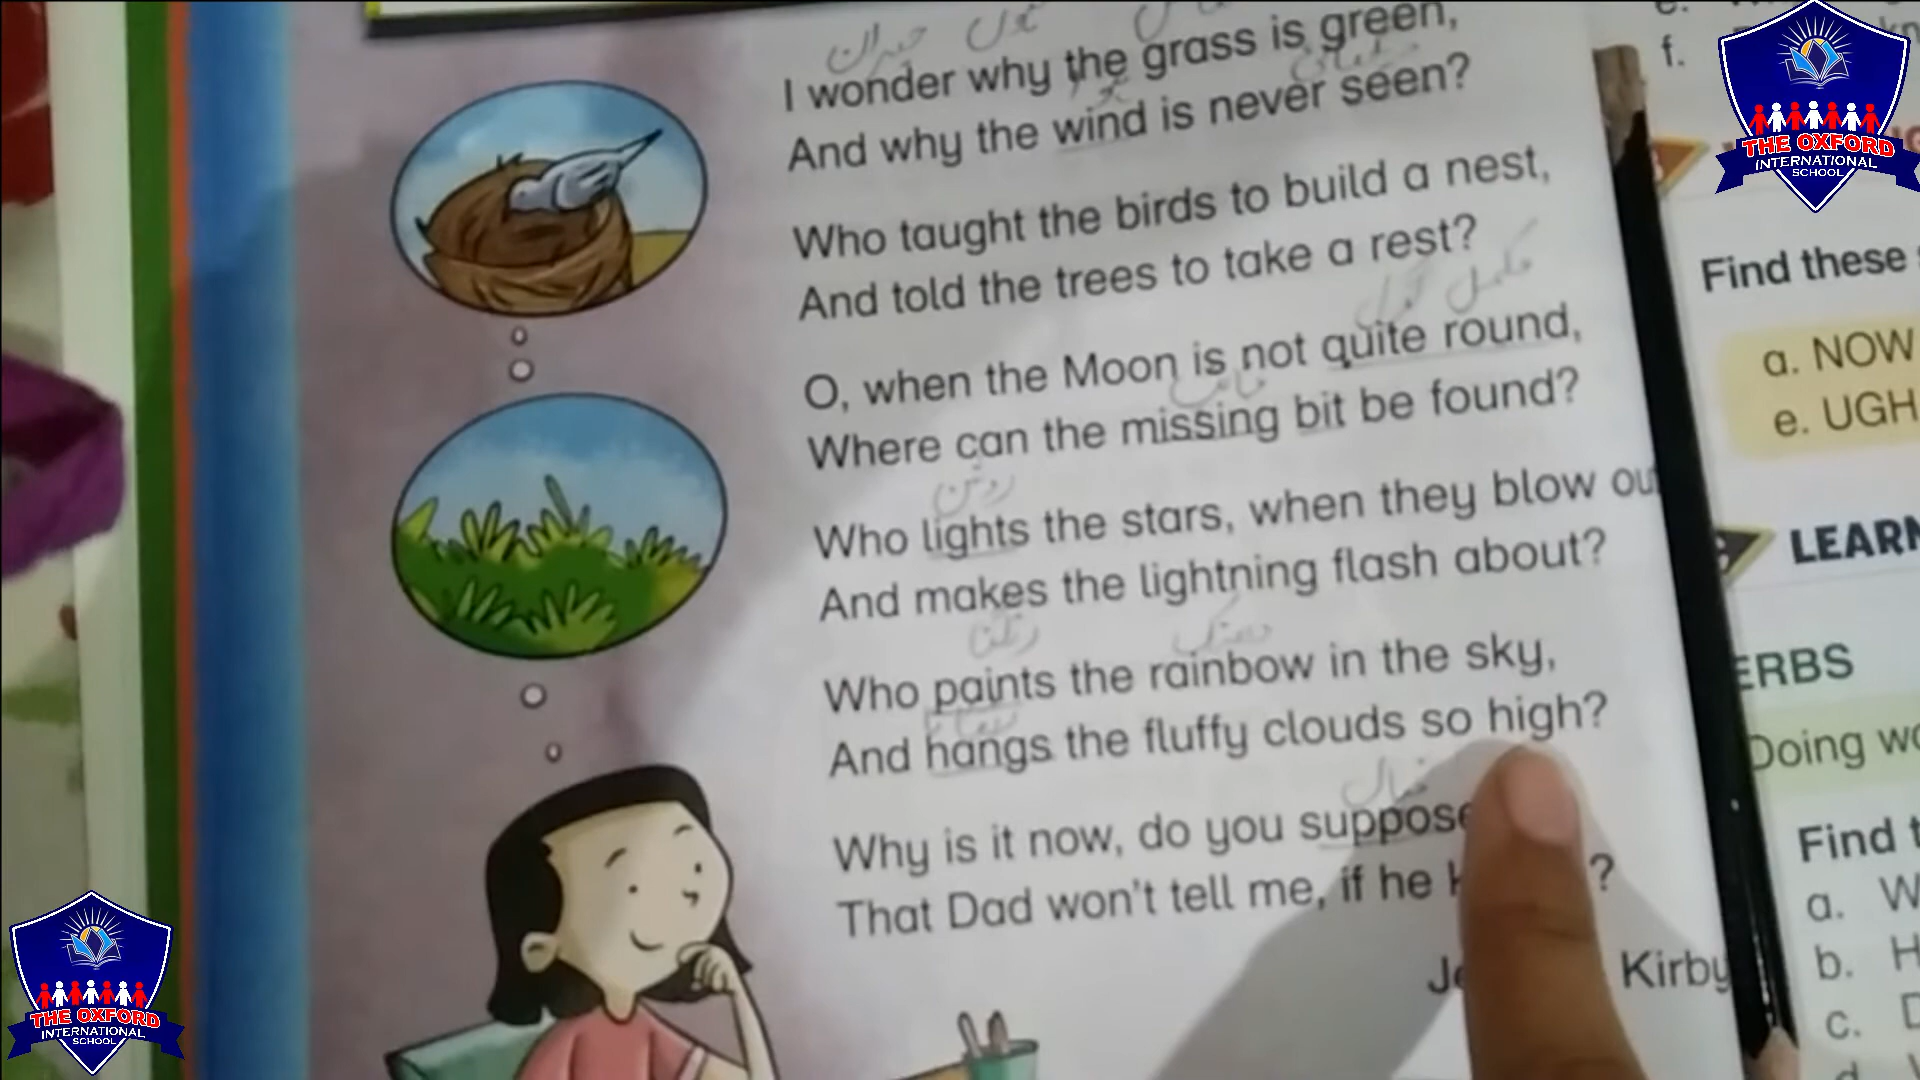 I wonder why the grass is green,
And why the wind is never seen?
Who taught the birds to build a nest,
And told the trees to take a rest?
O, when the Moon is not quite round,
Where can the missing bit be found?
Who lights the stars, when they blow
And makes the lightning flash about?
Who paints the rainbow in the sky,
And hangs the fluffy clouds so high?
Why is it now, do you suppose
That Dad won't tell me, if he ?
Kirby
حیران
روشن
خیال
f.
Find these
a. NOW
e. UGH
LEARN
ERBS
Doing
Find
a. W
b. H
c.
d.
THE OXFORD
INTERNATIONAL
SCHOOL
THE OXFORD
INTERNATIONAL
SCHOOL